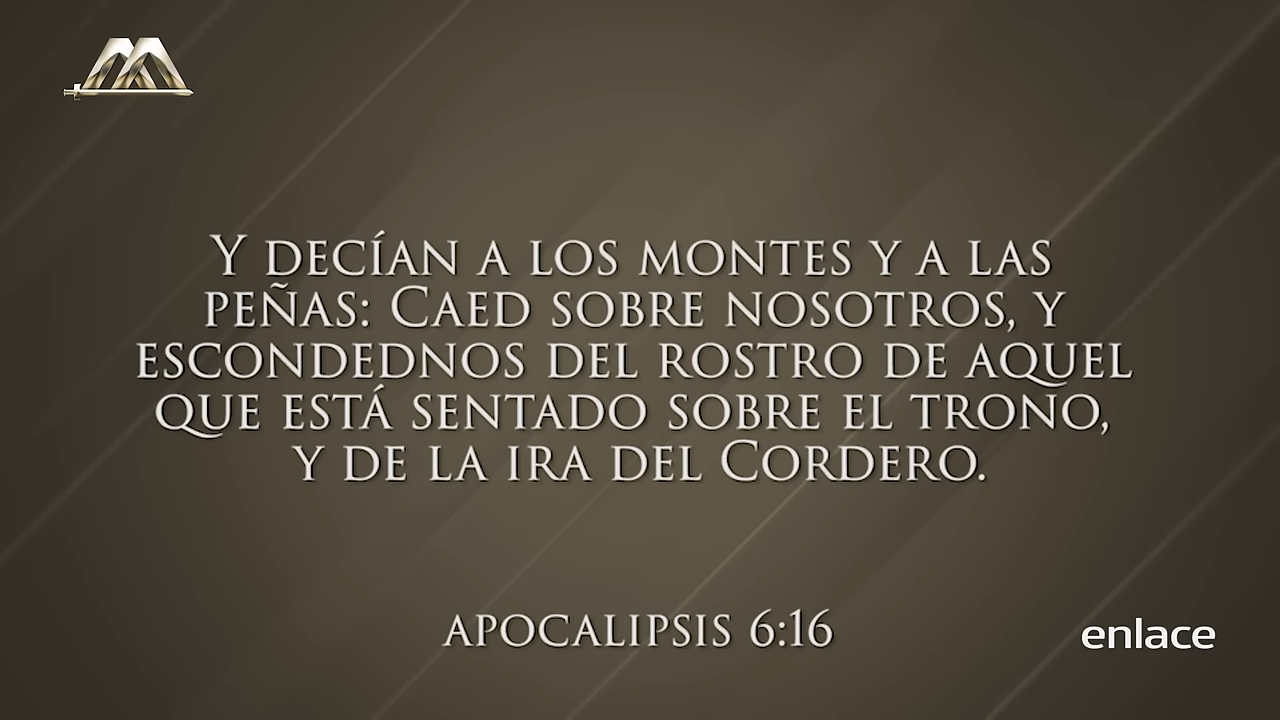 Y decían a los montes y a las
peñas: Caed sobre nosotros, y
escondednos del rostro de aquel
que está sentado sobre el trono,
y de la ira del Cordero.
apocalipsis 6:16
enlace